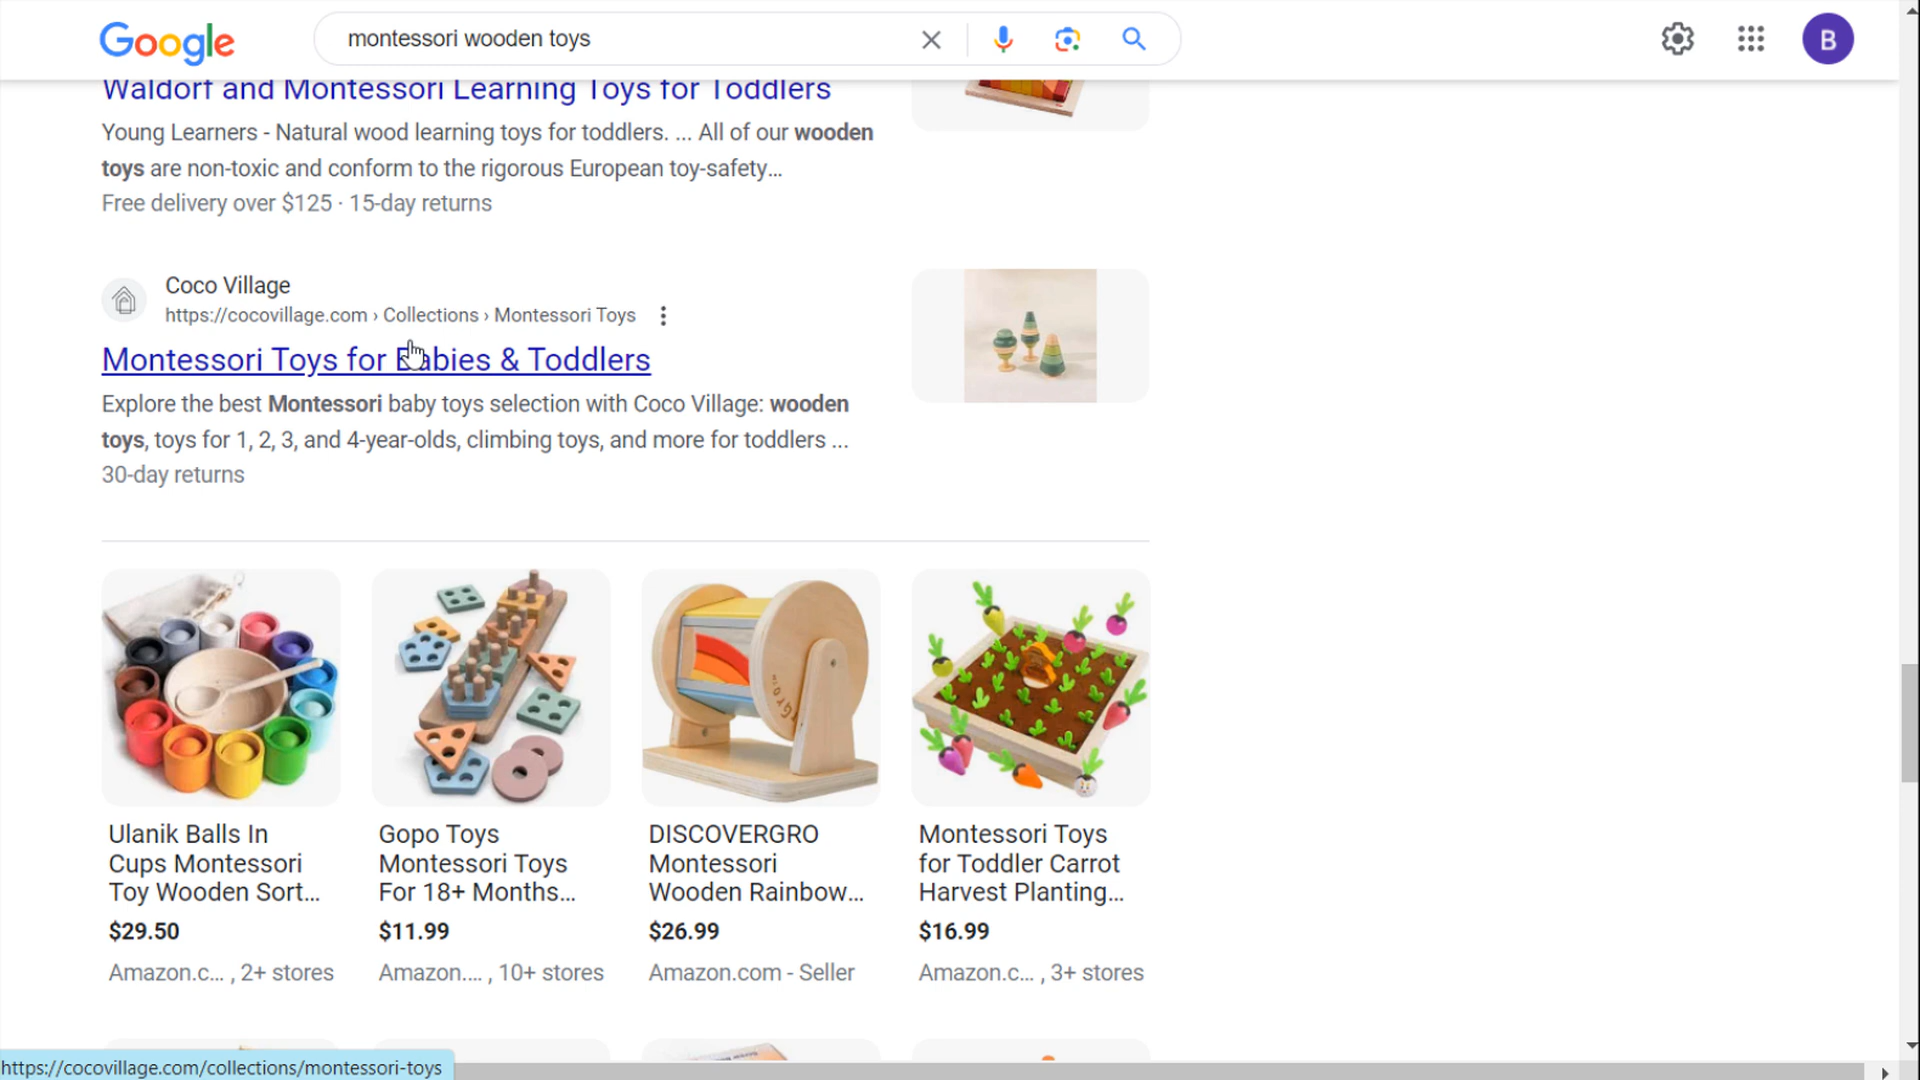 Google
montessori wooden toys
B
Waldorf and Montessori Learning Toys for Toddlers
Young Learners - Natural wood learning toys for toddlers. ... All of our wooden
toys are non-toxic and conform to the rigorous European toy-safety...
Free delivery over $125 · 15-day returns
Coco Village
https://cocovillage.com › Collections › Montessori Toys
Montessori Toys for Babies & Toddlers
Explore the best Montessori baby toys selection with Coco Village: wooden
toys, toys for 1, 2, 3, and 4-year-olds, climbing toys, and more for toddlers ...
30-day returns
Ulanik Balls In
Cups Montessori
Toy Wooden Sort...
$29.50
Amazon.c... , 2+ stores
Gopo Toys
Montessori Toys
For 18+ Months...
$11.99
Amazon.... , 10+ stores
DISCOVERGRO
Montessori
Wooden Rainbow...
$26.99
Amazon.com - Seller
Montessori Toys
for Toddler Carrot
Harvest Planting...
$16.99
Amazon.c... , 3+ stores
https://cocovillage.com/collections/montessori-toys